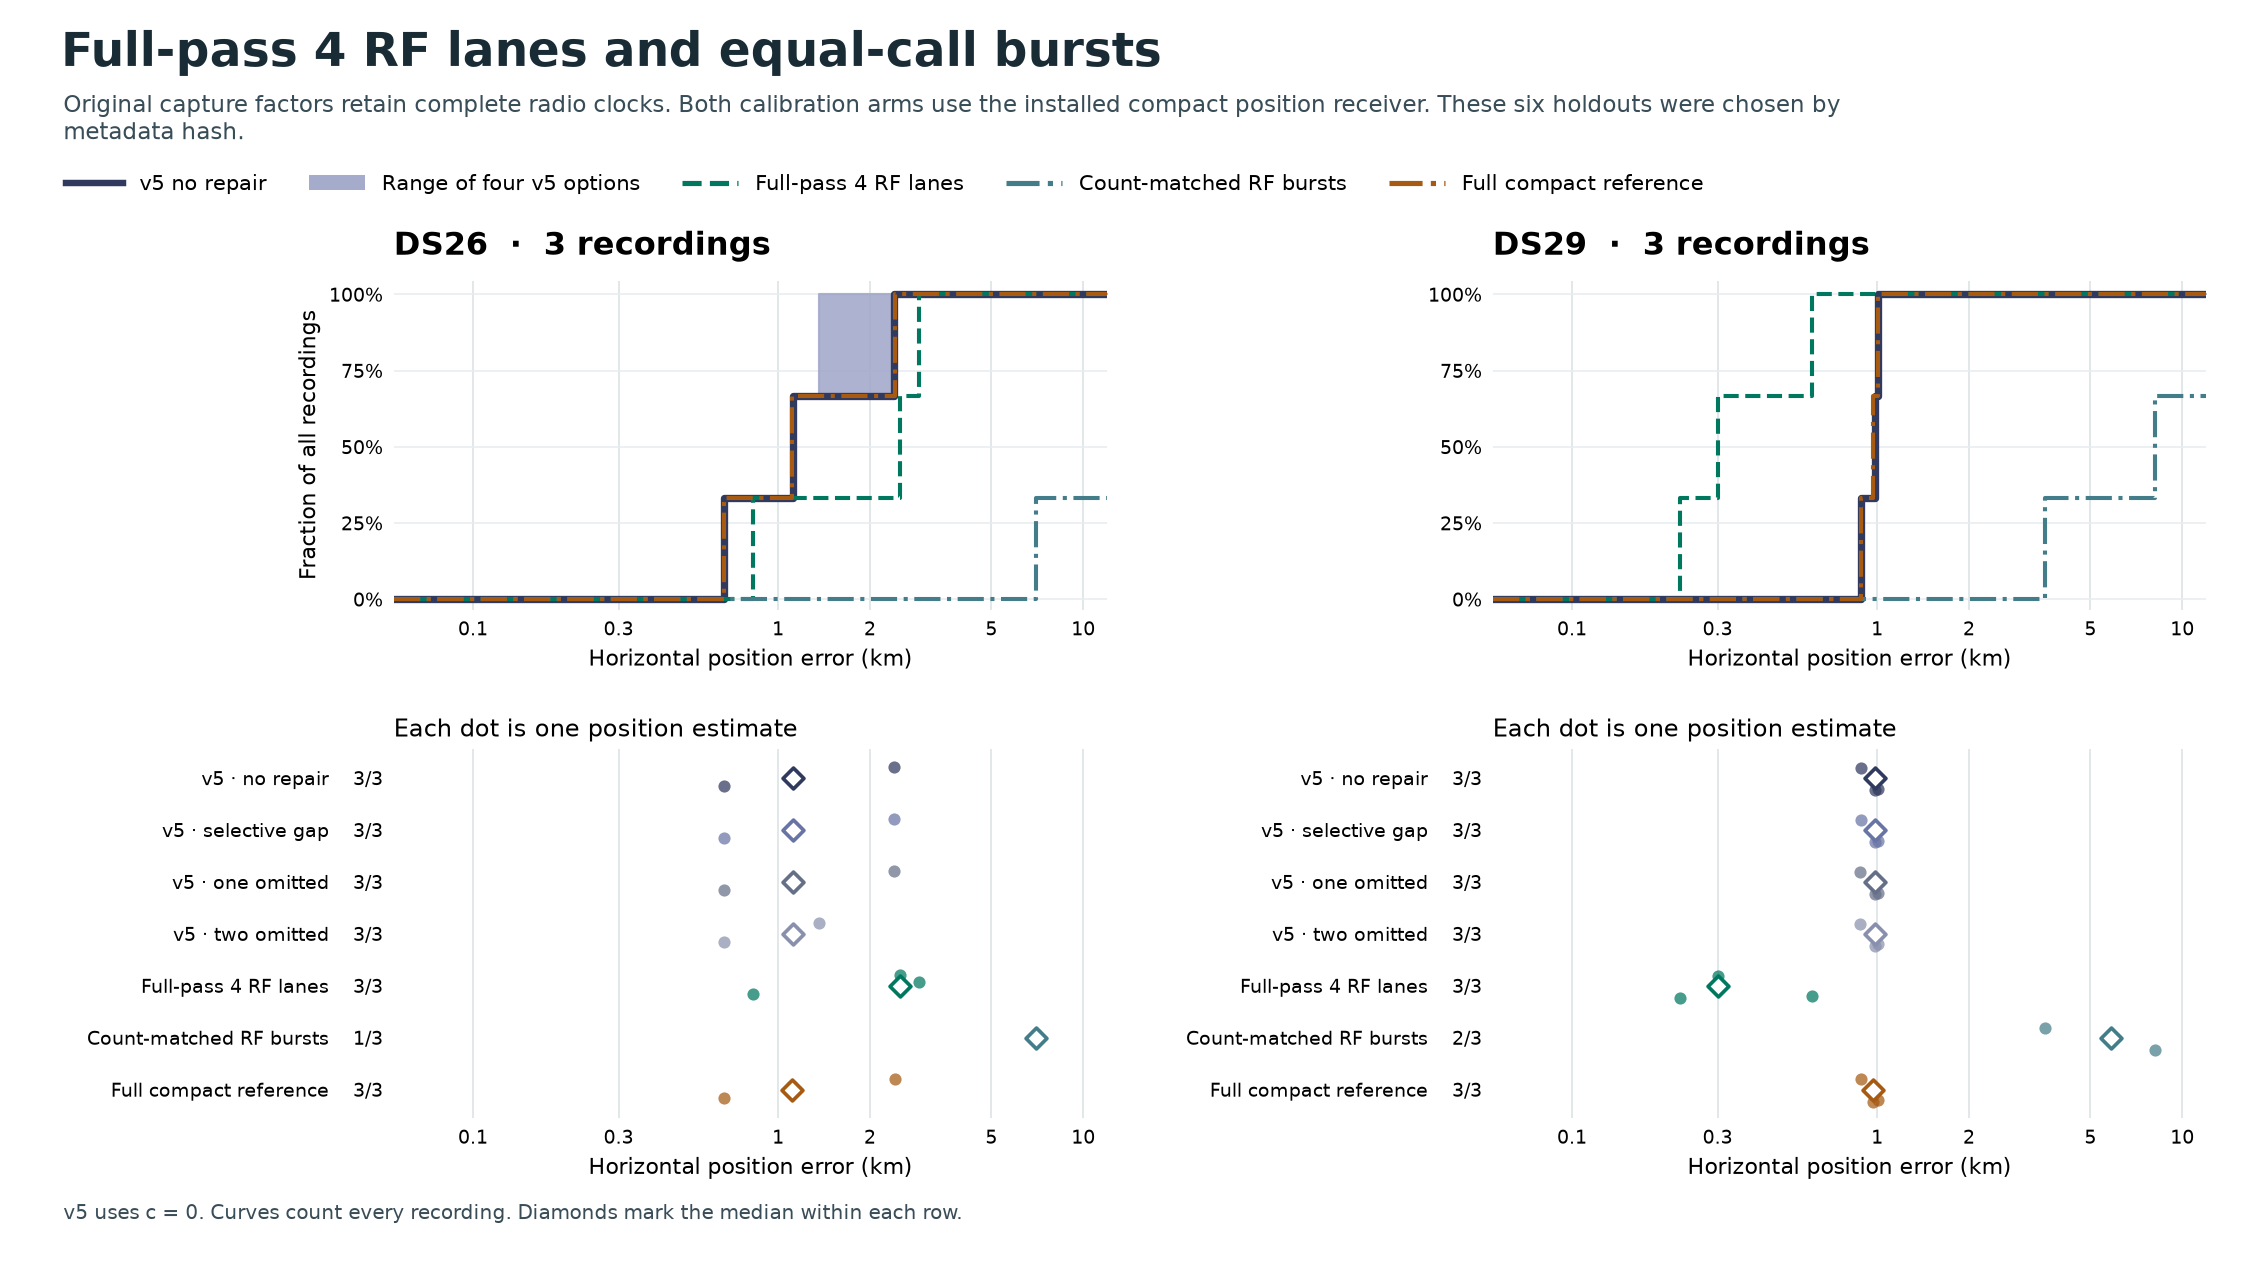 Full-pass 4 RF lanes and equal-call bursts
Original capture factors retain complete radio clocks. Both calibration arms use the installed compact position receiver. These six holdouts were chosen by
metadata hash.
v5 no repair
Range of four v5 options
Full-pass 4 RF lanes
Count-matched RF bursts
Full compact reference
DS26 · 3 recordings
100%
75%
50%
25%
0%
Fraction of all recordings
0.1 0.3 1 2 5 10
Horizontal position error (km)
DS29 · 3 recordings
100%
75%
50%
25%
0%
0.1 0.3 1 2 5 10
Horizontal position error (km)
Each dot is one position estimate
v5 · no repair 3/3
v5 · selective gap 3/3
v5 · one omitted 3/3
v5 · two omitted 3/3
Full-pass 4 RF lanes 3/3
Count-matched RF bursts 1/3
Full compact reference 3/3
0.1 0.3 1 2 5 10
Horizontal position error (km)
Each dot is one position estimate
v5 · no repair 3/3
v5 · selective gap 3/3
v5 · one omitted 3/3
v5 · two omitted 3/3
Full-pass 4 RF lanes 3/3
Count-matched RF bursts 2/3
Full compact reference 3/3
0.1 0.3 1 2 5 10
Horizontal position error (km)
v5 uses c = 0. Curves count every recording. Diamonds mark the median within each row.